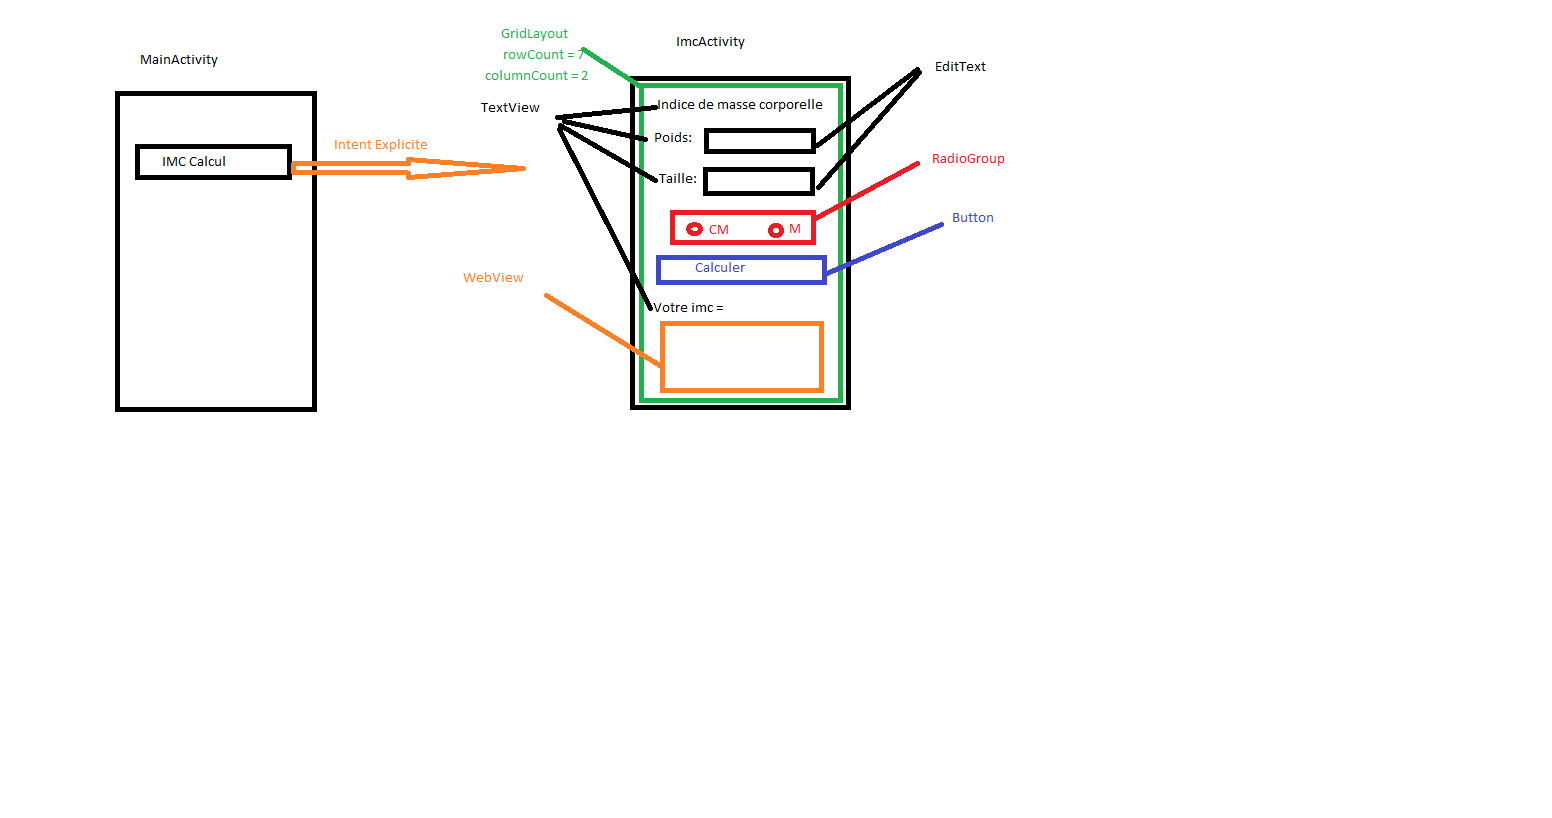 MainActivity
IMC Calcul
Intent Explicite
GridLayout
rowCount = 7
columnCount = 2
TextView
WebView
ImcActivity
Indice de masse corporelle
Poids:
Taille:
CM
M
Calculer
Votre imc =
EditText
RadioGroup
Button